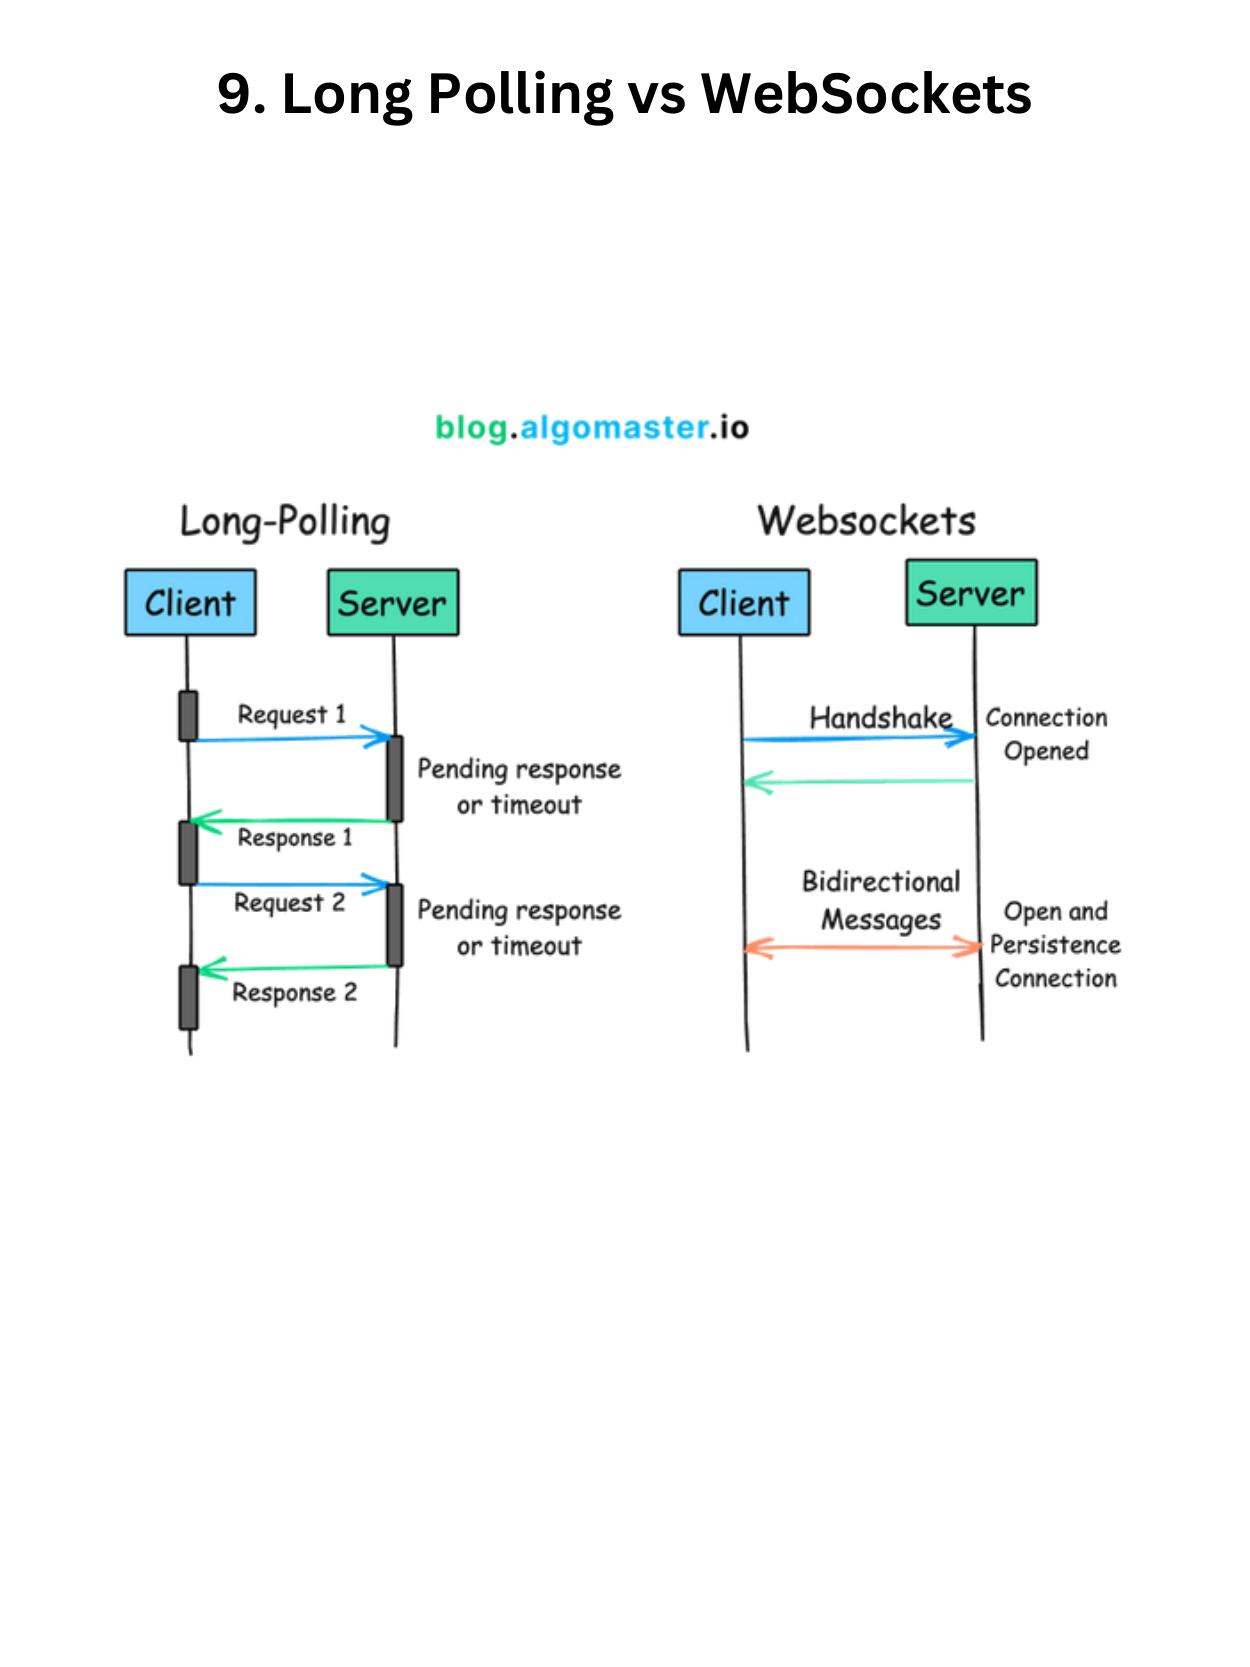 9. Long Polling vs WebSockets
blog.algomaster.io
Long-Polling
Client
Server
Request 1
Pending response
or timeout
Response 1
Request 2
Pending response
or timeout
Response 2
Websockets
Client
Server
Handshake
Connection
Opened
Bidirectional
Messages
Open and
Persistence
Connection